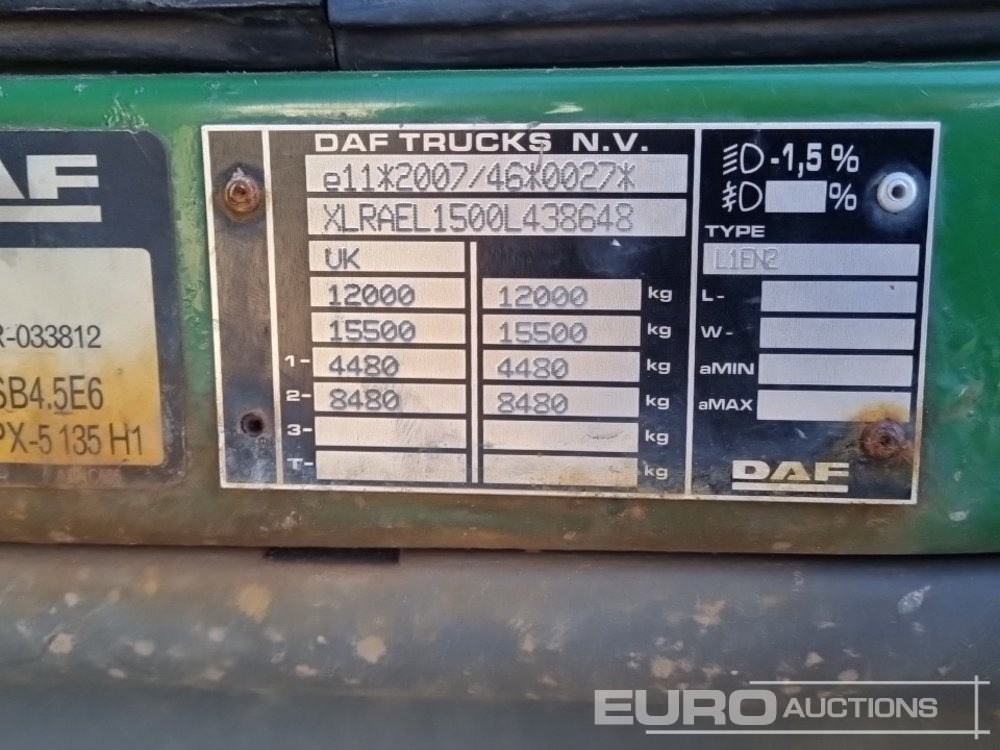 AF
R-033812
SB4,5E6
PX-5 135 H1
DAF TRUCKS N.V.
e11*2007/46*0027*
XLRAEL1500L438648
UK
12000 12000 kg
15500 15500 kg
1- 4480 4480 kg
2- 8480 8480 kg
3- kg
T- kg
-1,5 %
%
TYPE
L1EN2
L-
W-
aMIN
aMAX
DAF
EURO AUCTIONS